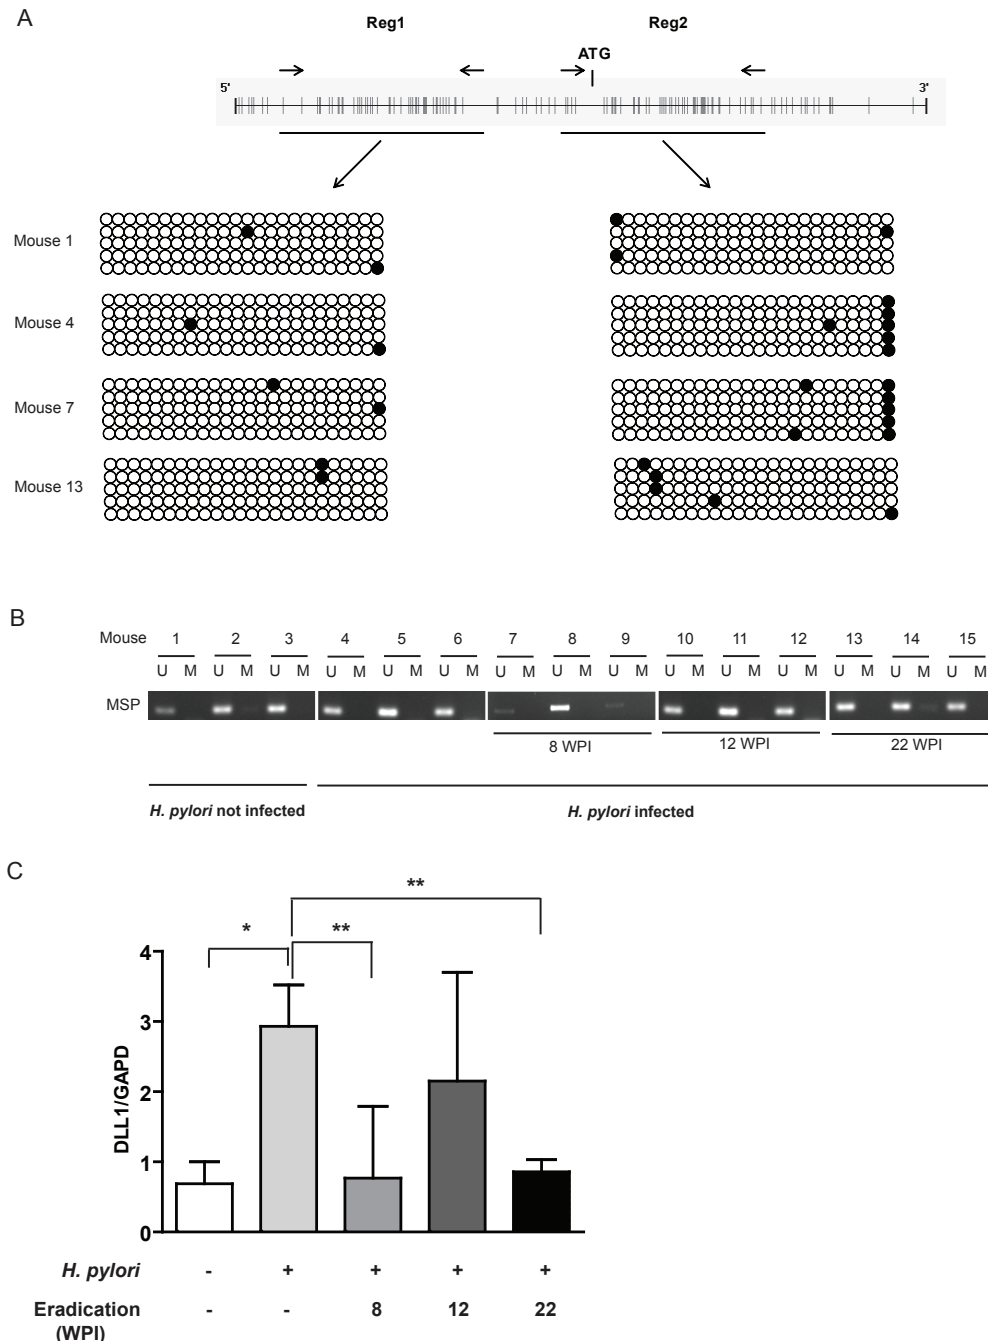 A
Reg1 Reg2
ATG
5' 3'
Mouse 1
Mouse 4
Mouse 7
Mouse 13
B
Mouse 1 2 3 4 5 6 7 8 9 10 11 12 13 14 15
U M U M U M U M U M U M U M U M U M U M U M U M U M U M U M
MSP
8 WPI 12 WPI 22 WPI
H. pylori not infected H. pylori infected
C
**
* **
4
3
2
1
0
DLL1/GAPD
H. pylori - + + + +
Eradication - - 8 12 22
(WPI)